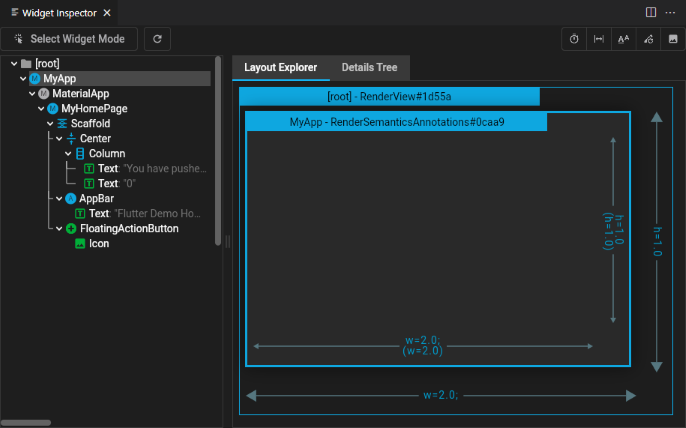 Widget Inspector
Select Widget Mode
[root]
MyApp
MaterialApp
MyHomePage
Scaffold
Center
Column
Text: "You have pushe...
Text: "0"
AppBar
Text: "Flutter Demo Ho...
FloatingActionButton
Icon
Layout Explorer
Details Tree
[root] - RenderView#1d55a
MyApp - RenderSemanticsAnnotations#0caa9
h=1.0
(h=1.0)
h=1.0
w=2.0;
(w=2.0)
w=2.0;